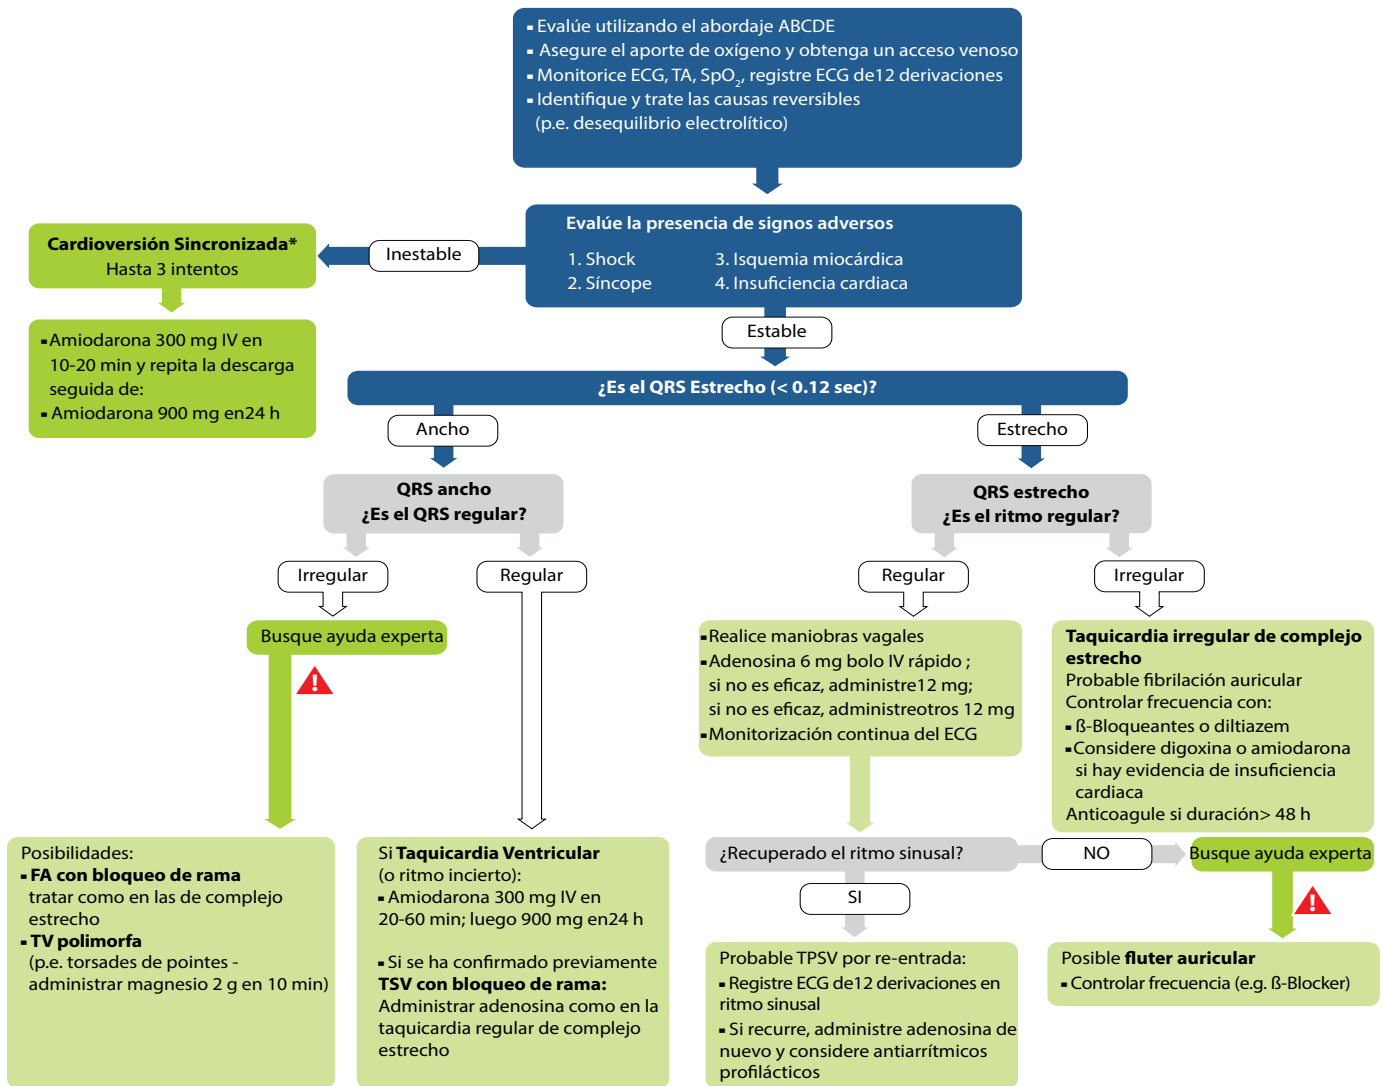 ▪ Evalúe utilizando el abordaje ABCDE
▪ Asegure el aporte de oxígeno y obtenga un acceso venoso
▪ Monitorice ECG, TA, SpO₂, registre ECG de12 derivaciones
▪ Identifique y trate las causas reversibles
(p.e. desequilibrio electrolítico)
Evalúe la presencia de signos adversos
1. Shock
2. Síncope
3. Isquemia miocárdica
4. Insuficiencia cardiaca
Inestable
Cardioversión Sincronizada*
Hasta 3 intentos
▪Amiodarona 300 mg IV en
10-20 min y repita la descarga
seguida de:
▪ Amiodarona 900 mg en24 h
Estable
¿Es el QRS Estrecho (< 0.12 sec)?
Ancho
Estrecho
QRS ancho
¿Es el QRS regular?
QRS estrecho
¿Es el ritmo regular?
Irregular
Regular
Regular
Irregular
Busque ayuda experta
!
▪Realice maniobras vagales
▪Adenosina 6 mg bolo IV rápido ;
si no es eficaz, administre12 mg;
si no es eficaz, administreotros 12 mg
▪Monitorización continua del ECG
Taquicardia irregular de complejo
estrecho
Probable fibrilación auricular
Controlar frecuencia con:
▪ ß-Bloqueantes o diltiazem
▪Considere digoxina o amiodarona
si hay evidencia de insuficiencia
cardiaca
Anticoagule si duración> 48 h
Posibilidades:
▪ FA con bloqueo de rama
tratar como en las de complejo
estrecho
▪ TV polimorfa
(p.e. torsades de pointes -
administrar magnesio 2 g en 10 min)
Si Taquicardia Ventricular
(o ritmo incierto):
▪ Amiodarona 300 mg IV en
20-60 min; luego 900 mg en24 h
▪ Si se ha confirmado previamente
TSV con bloqueo de rama:
Administrar adenosina como en la
taquicardia regular de complejo
estrecho
¿Recuperado el ritmo sinusal?
NO
Busque ayuda experta
!
SI
Probable TPSV por re-entrada:
▪ Registre ECG de12 derivaciones en
ritmo sinusal
▪ Si recurre, administre adenosina de
nuevo y considere antiarrítmicos
profilácticos
Posible fluter auricular
▪ Controlar frecuencia (e.g. ß-Blocker)